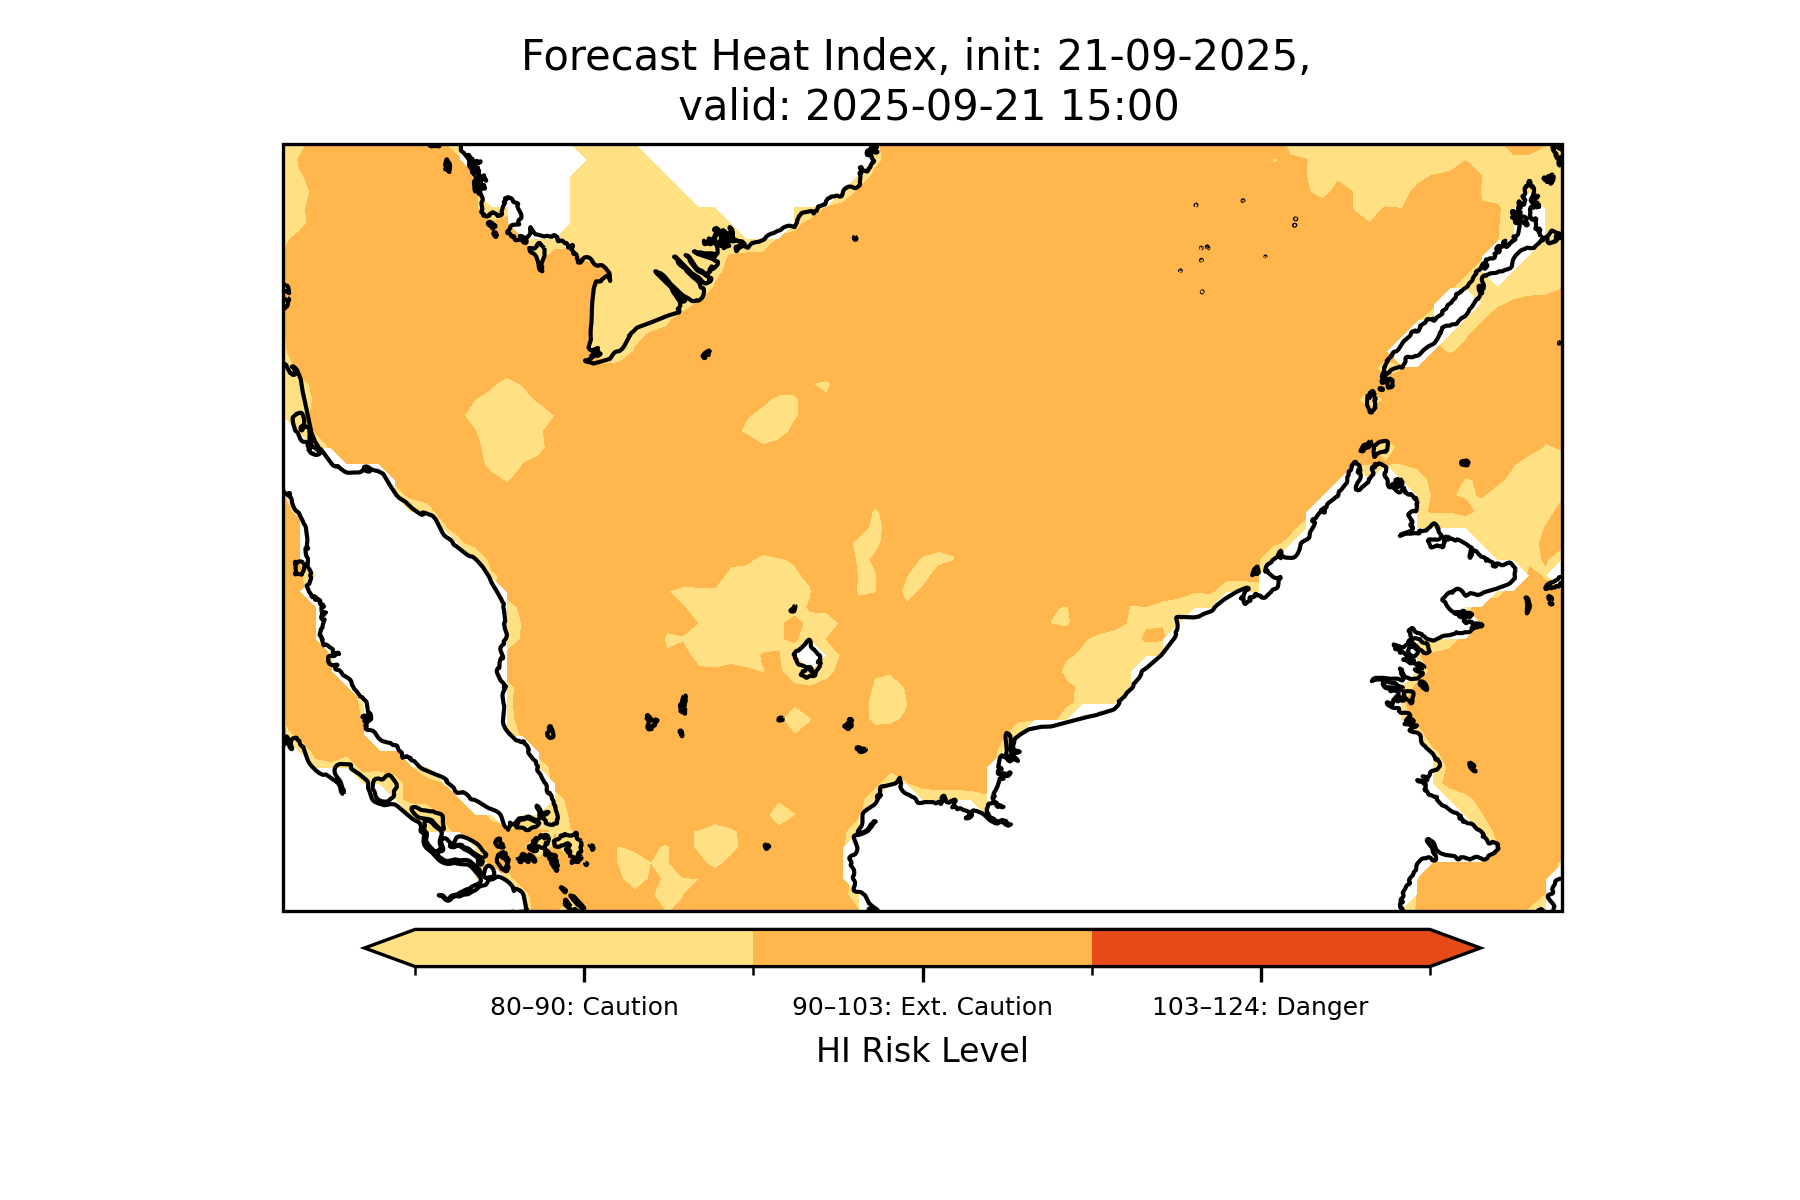 Forecast Heat Index, init: 21-09-2025,
valid: 2025-09-21 15:00
80–90: Caution
90–103: Ext. Caution
103–124: Danger
HI Risk Level